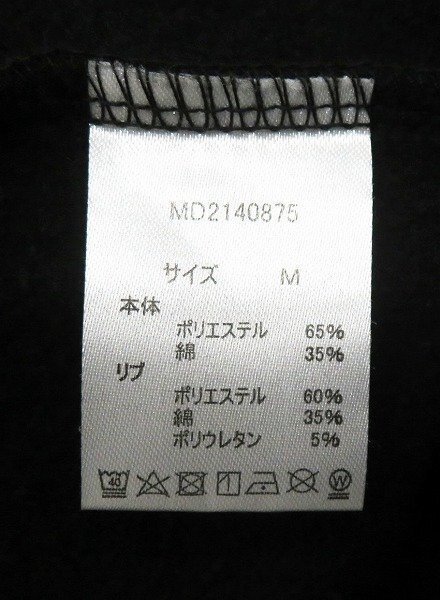 MD2140875
サイズ M
本体
ポリエステル 65%
綿 35%
リブ
ポリエステル 60%
綿 35%
ポリウレタン 5%
40 W